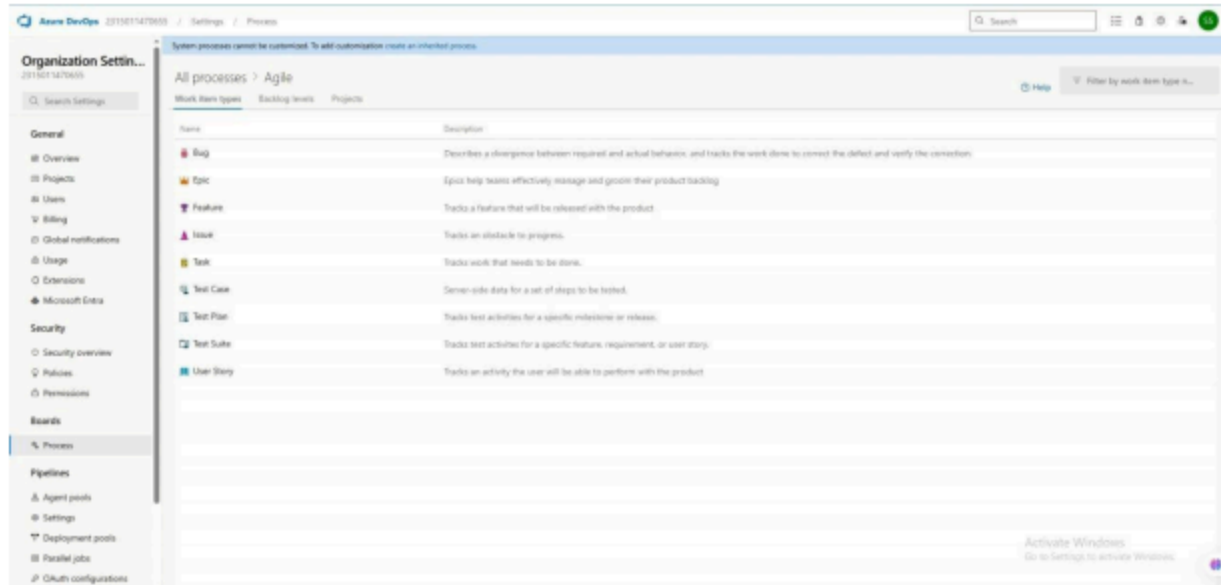 Azure DevOps 2315011470655 / Settings / Process
Search
SS
System processes cannot be customized. To add customization create an inherited process.
Organization Settin...
2315011470655
Search Settings
General
Overview
Projects
Users
Billing
Global notifications
Usage
Extensions
Microsoft Entra
Security
Security overview
Policies
Permissions
Boards
Process
Pipelines
Agent pools
Settings
Deployment pools
Parallel jobs
OAuth configurations
All processes > Agile
Help
Filter by work item type n...
Work item types Backlog levels Projects
Name Description
Bug Describes a divergence between required and actual behavior, and tracks the work done to correct the defect and verify the correction.
Epic Epics help teams effectively manage and groom their product backlog
Feature Tracks a feature that will be released with the product
Issue Tracks an obstacle to progress.
Task Tracks work that needs to be done.
Test Case Server-side data for a set of steps to be tested.
Test Plan Tracks test activities for a specific milestone or release.
Test Suite Tracks test activities for a specific feature, requirement, or user story.
User Story Tracks an activity the user will be able to perform with the product
Activate Windows
Go to Settings to activate Windows.